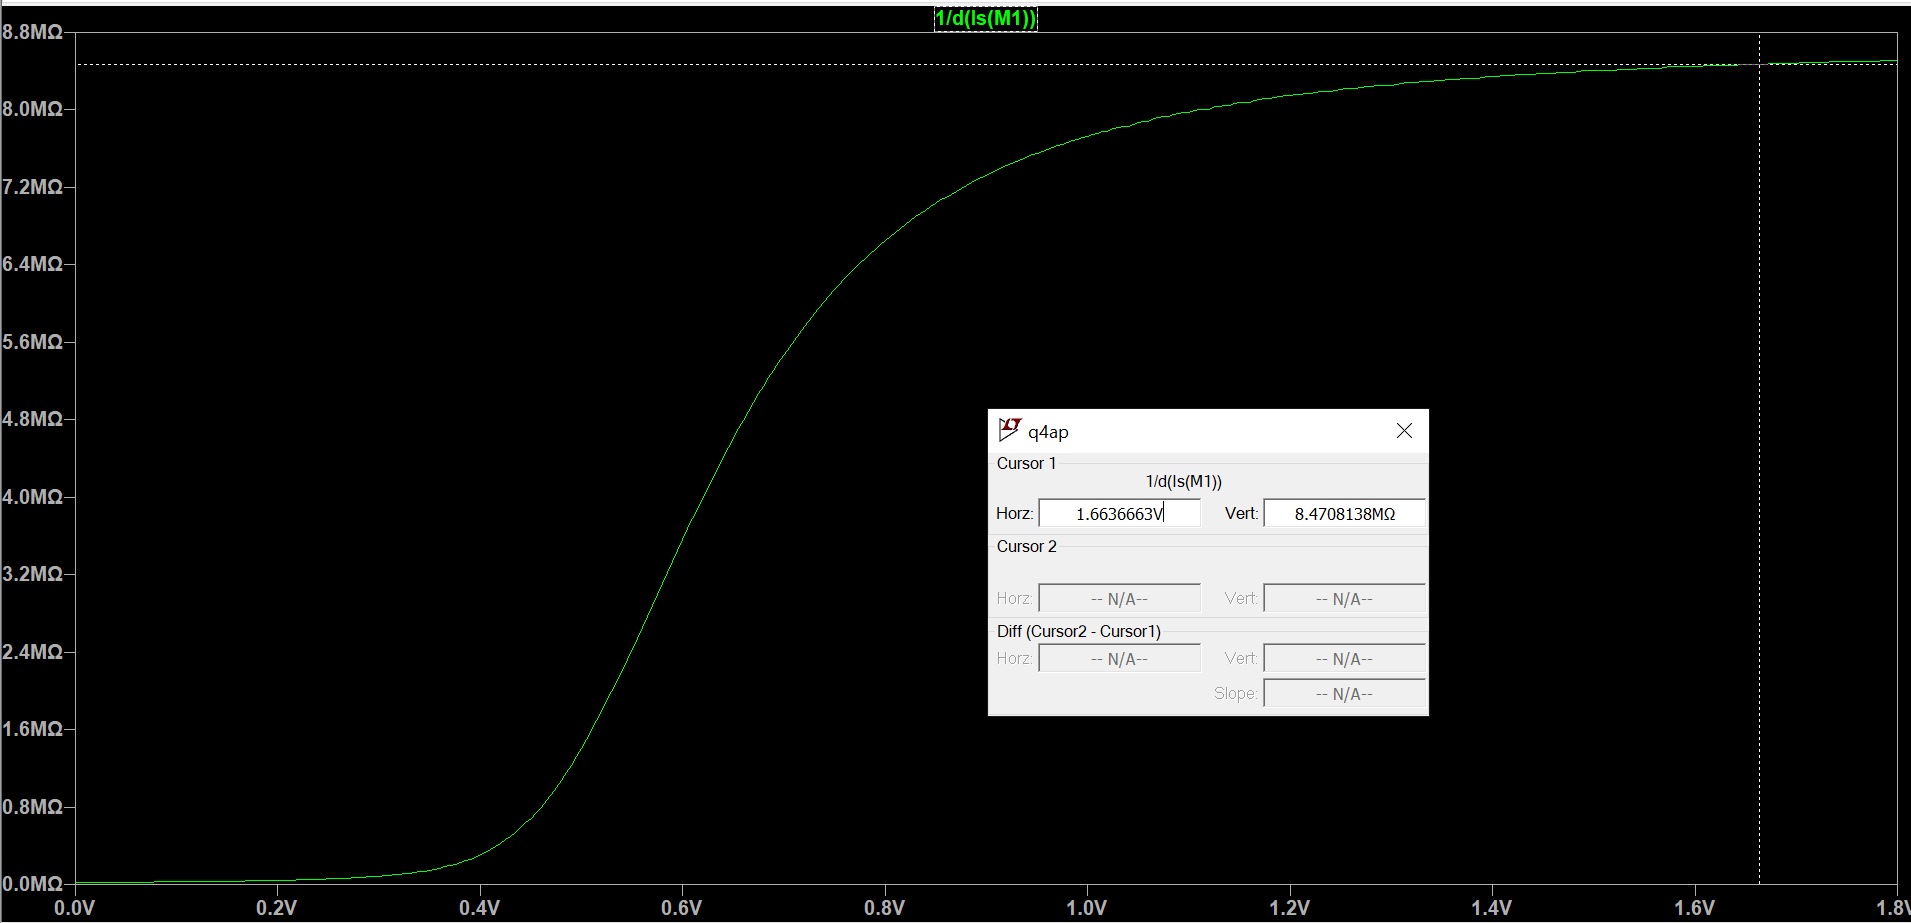 1/d(Is(M1))
8.8MΩ
8.0MΩ
7.2MΩ
6.4MΩ
5.6MΩ
4.8MΩ
4.0MΩ
3.2MΩ
2.4MΩ
1.6MΩ
0.8MΩ
0.0MΩ
0.0V 0.2V 0.4V 0.6V 0.8V 1.0V 1.2V 1.4V 1.6V 1.8V
q4ap
Cursor 1
1/d(Is(M1))
Horz: 1.6636663V Vert: 8.4708138MΩ
Cursor 2
Horz: -- N/A-- Vert: -- N/A--
Diff (Cursor2 - Cursor1)
Horz: -- N/A-- Vert: -- N/A--
Slope: -- N/A--